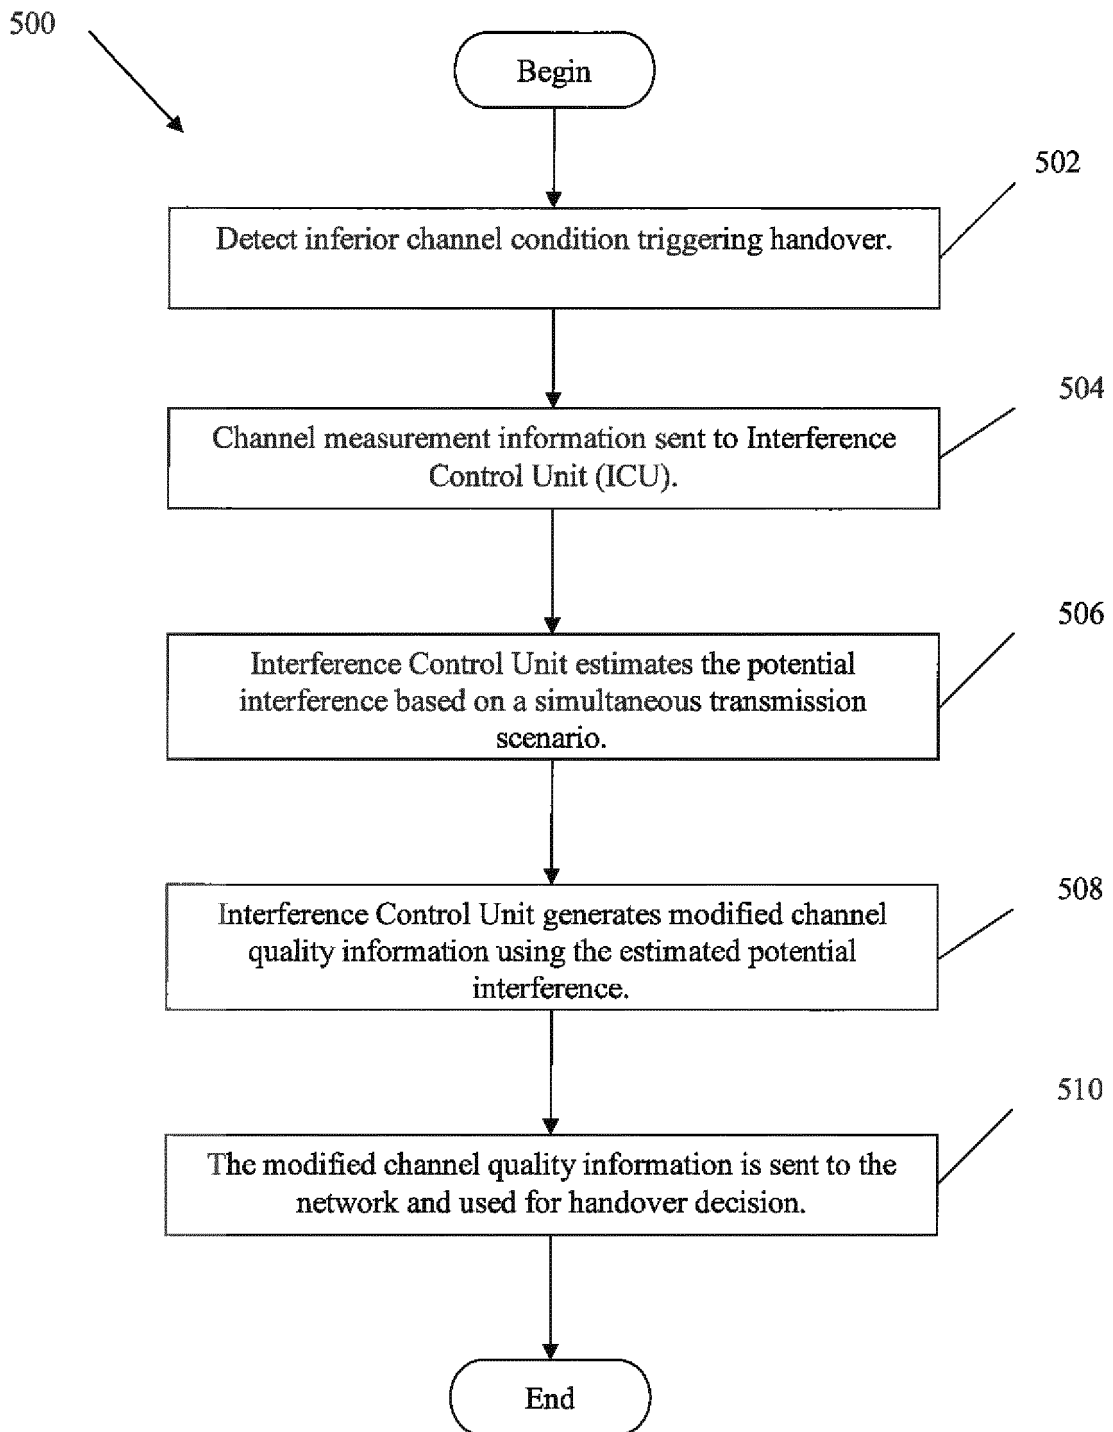 500
Begin
502
Detect inferior channel condition triggering handover.
504
Channel measurement information sent to Interference
Control Unit (ICU).
506
Interference Control Unit estimates the potential
interference based on a simultaneous transmission
scenario.
508
Interference Control Unit generates modified channel
quality information using the estimated potential
interference.
510
The modified channel quality information is sent to the
network and used for handover decision.
End